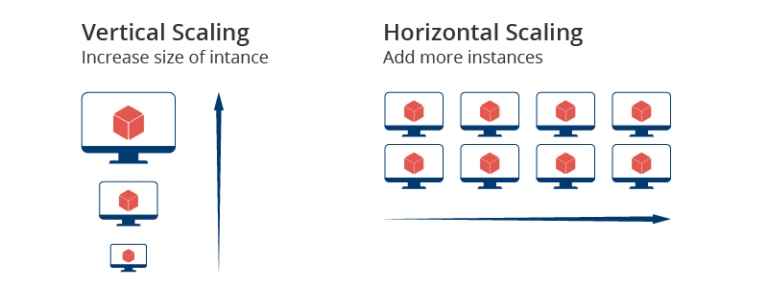 Vertical Scaling
Increase size of intance
Horizontal Scaling
Add more instances